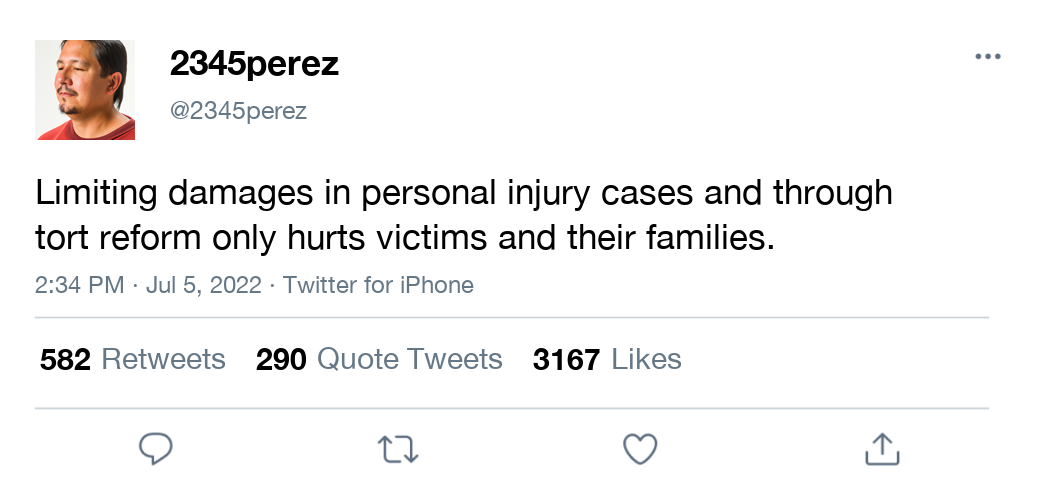 2345perez
@2345perez
Limiting damages in personal injury cases and through
tort reform only hurts victims and their families.
2:34 PM · Jul 5, 2022 · Twitter for iPhone
582 Retweets 290 Quote Tweets 3167 Likes